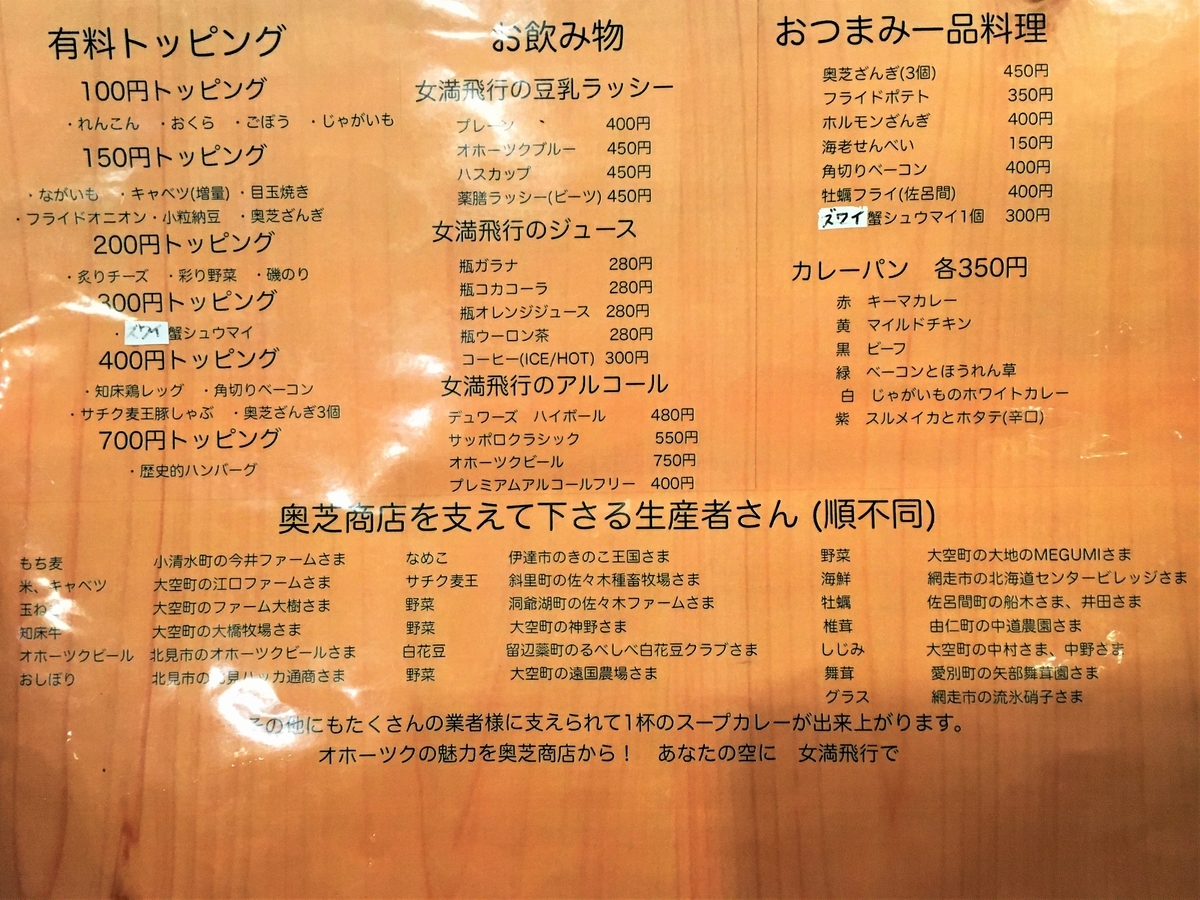 有料トッピング
100円トッピング
・れんこん ・おくら ・ごぼう ・じゃがいも
150円トッピング
・ながいも ・キャベツ(増量) ・目玉焼き
・フライドオニオン ・小粒納豆 ・奥芝ざんぎ
200円トッピング
・炙りチーズ ・彩り野菜 ・磯のり
300円トッピング
・ズワイ蟹シュウマイ
400円トッピング
・知床鶏レッグ ・角切りベーコン
・サチク麦王豚しゃぶ ・奥芝ざんぎ3個
700円トッピング
・歴史的ハンバーグ
お飲み物
女満飛行の豆乳ラッシー
プレーン 400円
オホーツクブルー 450円
ハスカップ 450円
薬膳ラッシー(ビーツ) 450円
女満飛行のジュース
瓶ガラナ 280円
瓶コカコーラ 280円
瓶オレンジジュース 280円
瓶ウーロン茶 280円
コーヒー(ICE/HOT) 300円
女満飛行のアルコール
デュワーズ ハイボール 480円
サッポロクラシック 550円
オホーツクビール 750円
プレミアムアルコールフリー 400円
おつまみ一品料理
奥芝ざんぎ(3個) 450円
フライドポテト 350円
ホルモンざんぎ 400円
海老せんべい 150円
角切りベーコン 400円
牡蠣フライ(佐呂間) 400円
ズワイ蟹シュウマイ1個 300円
カレーパン 各350円
赤 キーマカレー
黄 マイルドチキン
黒 ビーフ
緑 ベーコンとほうれん草
白 じゃがいものホワイトカレー
紫 スルメイカとホタテ(辛口)
奥芝商店を支えて下さる生産者さん (順不同)
もち麦 小清水町の今井ファームさま
米、キャベツ 大空町の江口ファームさま
玉ねぎ 大空町のファーム大樹さま
知床牛 大空町の大橋牧場さま
オホーツクビール 北見市のオホーツクビールさま
おしぼり 北見市の北見ハッカ通商さま
なめこ 伊達市のきのこ王国さま
サチク麦王 斜里町の佐々木種畜牧場さま
野菜 洞爺湖町の佐々木ファームさま
野菜 大空町の神野さま
白花豆 留辺蘂町のるべしべ白花豆クラブさま
野菜 大空町の遠国農場さま
野菜 大空町の大地のMEGUMIさま
海鮮 網走市の北海道センタービレッジさま
牡蠣 佐呂間町の船木さま、井田さま
椎茸 由仁町の中道農園さま
しじみ 大空町の中村さま、中野さま
舞茸 愛別町の矢部舞茸園さま
グラス 網走市の流氷硝子さま
その他にもたくさんの業者様に支えられて1杯のスープカレーが出来上がります。
オホーツクの魅力を奥芝商店から！ あなたの空に 女満飛行で